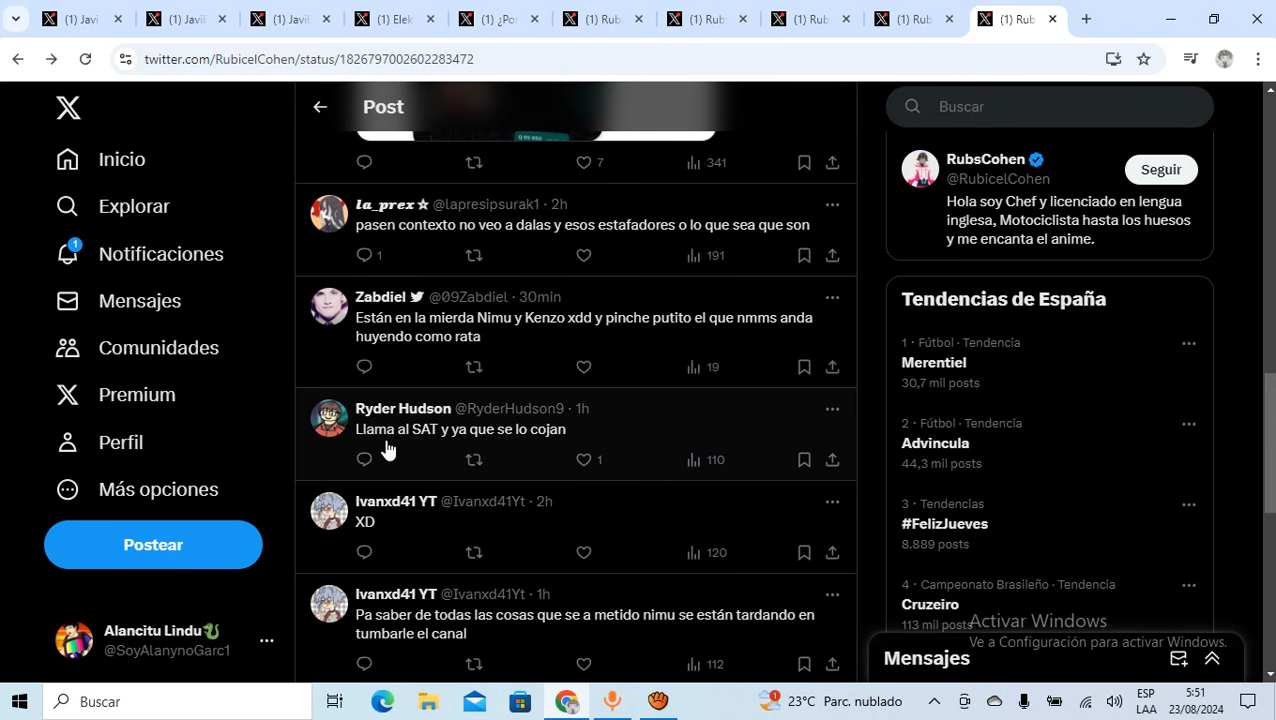 (1) Javi
(1) Javi
(1) Javi
(1) Elek
(1) ¿Po
(1) Rub
(1) Rub
(1) Rub
(1) Rub
(1) Rub
twitter.com/RubicelCohen/status/1826797002602283472
Inicio
Explorar
1
Notificaciones
Mensajes
Comunidades
Premium
Perfil
Más opciones
Postear
Alancitu Lindu
@SoyAlanynoGarc1
Post
7
341
la_prex☆ @lapresipsurak1 · 2h
pasen contexto no veo a dalas y esos estafadores o lo que sea que son
1
191
Zabdiel @09Zabdiel · 30min
Están en la mierda Nimu y Kenzo xdd y pinche putito el que nmms anda
huyendo como rata
19
Ryder Hudson @RyderHudson9 · 1h
Llama al SAT y ya que se lo cojan
1
110
Ivanxd41 YT @Ivanxd41Yt · 2h
XD
120
Ivanxd41 YT @Ivanxd41Yt · 1h
Pa saber de todas las cosas que se a metido nimu se están tardando en
tumbarle el canal
112
Buscar
RubsCohen
@RubicelCohen
Seguir
Hola soy Chef y licenciado en lengua
inglesa, Motociclista hasta los huesos
y me encanta el anime.
Tendencias de España
1 · Fútbol · Tendencia
Merentiel
30,7 mil posts
2 · Fútbol · Tendencia
Advincula
44,3 mil posts
3 · Tendencias
#FelizJueves
8.889 posts
4 · Campeonato Brasileño · Tendencia
Cruzeiro
113 mil posts
Activar Windows
Ve a Configuración para activar Windows.
Mensajes
Buscar
1
23°C Parc. nublado
ESP
LAA
5:51
23/08/2024